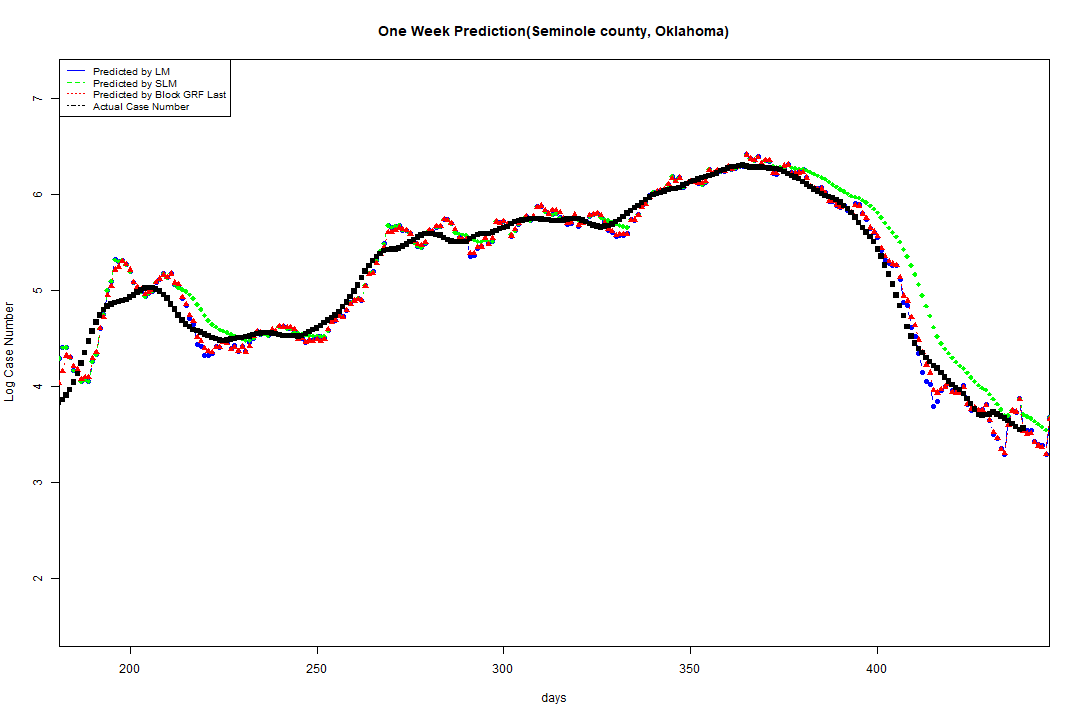 One Week Prediction(Seminole county, Oklahoma)
Predicted by LM
Predicted by SLM
Predicted by Block GRF Last
Actual Case Number
7
6
5
4
3
2
Log Case Number
200 250 300 350 400
days